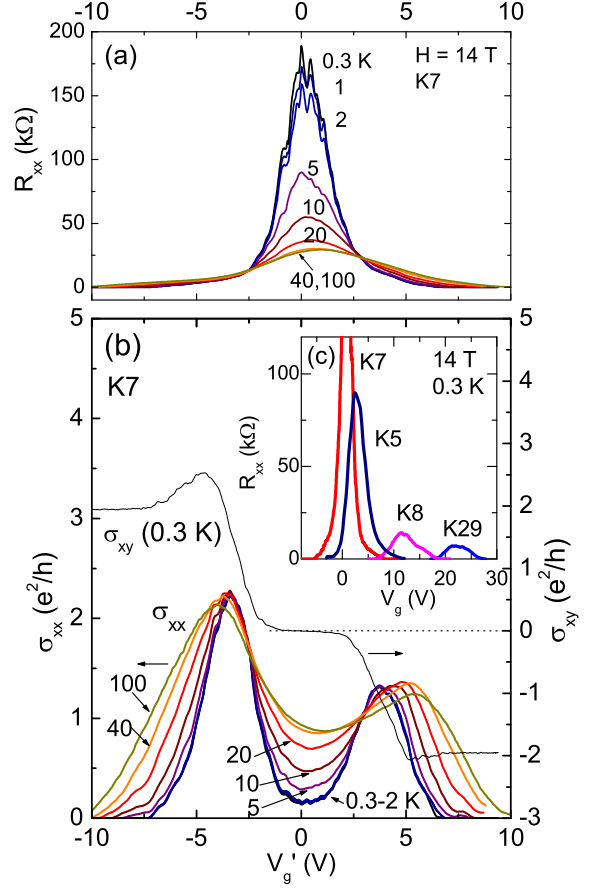 -10 -5 0 5 10
200
150
100
50
0
R_xx (kΩ)
(a)
H = 14 T
K7
0.3 K
1
2
5
10
20
40,100
5
4
3
2
1
0
σ_xx (e²/h)
(b)
K7
σ_xy (0.3 K)
σ_xx
100
40
20
10
5
0.3-2 K
5
4
3
2
1
0
-1
-2
-3
σ_xy (e²/h)
-10 -5 0 5 10
V_g' (V)
(c)
14 T
0.3 K
K7
K5
K8
K29
100
50
0
R_xx (kΩ)
0 10 20 30
V_g (V)